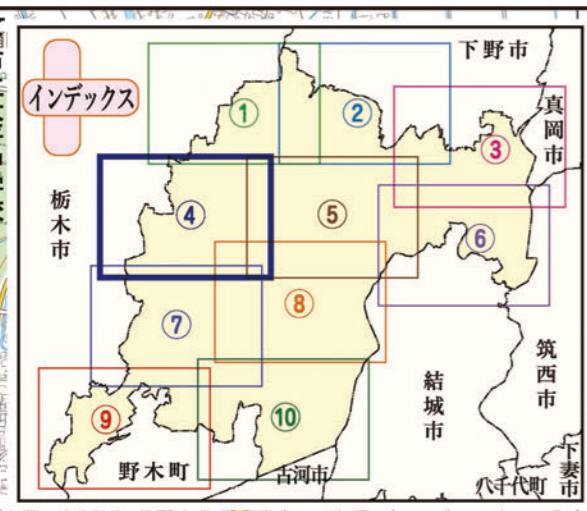 インデックス
下野市
真岡市
栃木市
①
②
③
④
⑤
⑥
⑦
⑧
⑨
⑩
筑西市
結城市
野木町
古河市
八千代町
下妻市